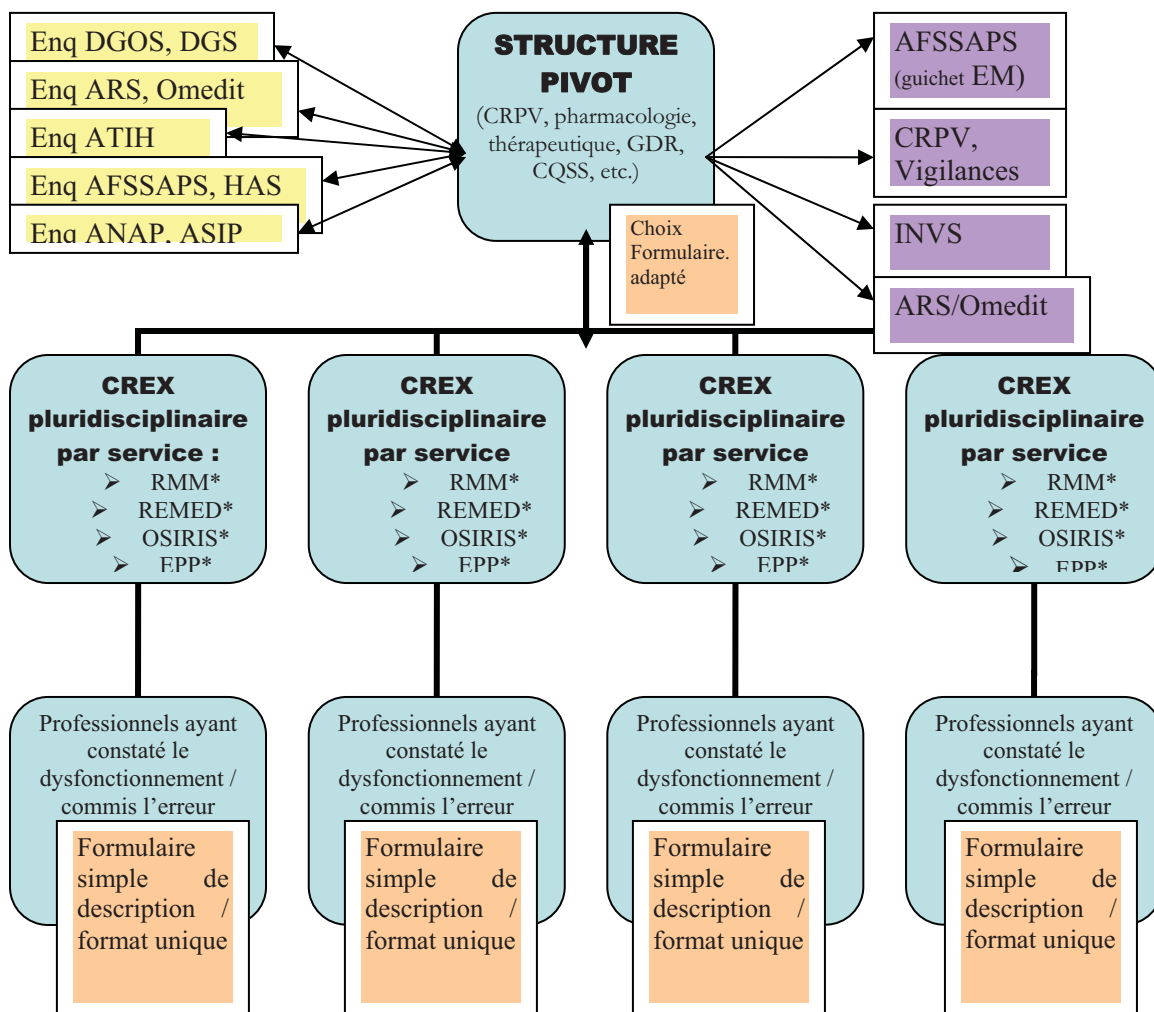 Enq DGOS, DGS
Enq ARS, Omedit
Enq ATIH
Enq AFSSAPS, HAS
Enq ANAP, ASIP
STRUCTURE
PIVOT
(CRPV, pharmacologie,
thérapeutique, GDR,
CQSS, etc.)
Choix
Formulaire.
adapté
AFSSAPS
(guichet EM)
CRPV,
Vigilances
INVS
ARS/Omedit
CREX
pluridisciplinaire
par service :
➢ RMM*
➢ REMED*
➢ OSIRIS*
➢ EPP*
CREX
pluridisciplinaire
par service
➢ RMM*
➢ REMED*
➢ OSIRIS*
➢ EPP*
CREX
pluridisciplinaire
par service
➢ RMM*
➢ REMED*
➢ OSIRIS*
➢ EPP*
CREX
pluridisciplinaire
par service
➢ RMM*
➢ REMED*
➢ OSIRIS*
➢ EPP*
Professionnels ayant
constaté le
dysfonctionnement /
commis l’erreur
Formulaire
simple de
description /
format unique
Professionnels ayant
constaté le
dysfonctionnement /
commis l’erreur
Formulaire
simple de
description /
format unique
Professionnels ayant
constaté le
dysfonctionnement /
commis l’erreur
Formulaire
simple de
description /
format unique
Professionnels ayant
constaté le
dysfonctionnement /
commis l’erreur
Formulaire
simple de
description /
format unique